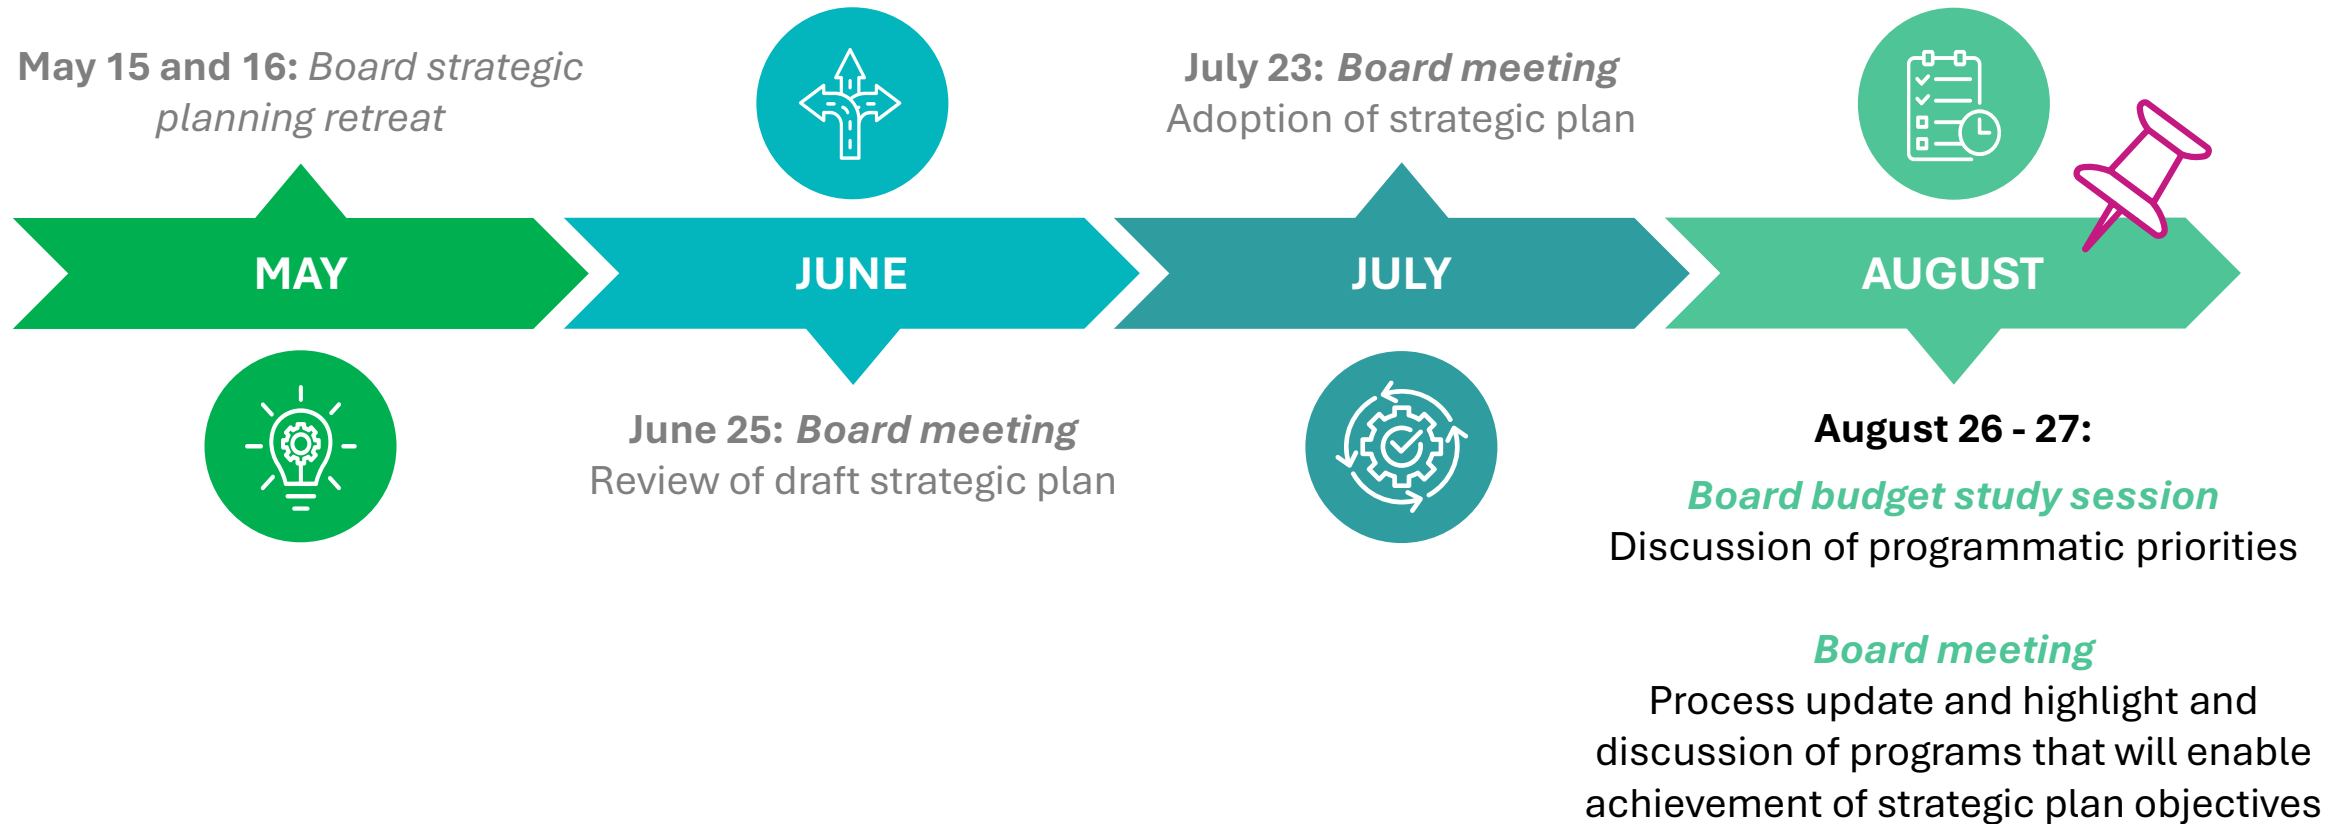 May 15 and 16: Board strategic
planning retreat
MAY
JUNE
June 25: Board meeting
Review of draft strategic plan
July 23: Board meeting
Adoption of strategic plan
JULY
AUGUST
August 26 - 27:
Board budget study session
Discussion of programmatic priorities
Board meeting
Process update and highlight and
discussion of programs that will enable
achievement of strategic plan objectives